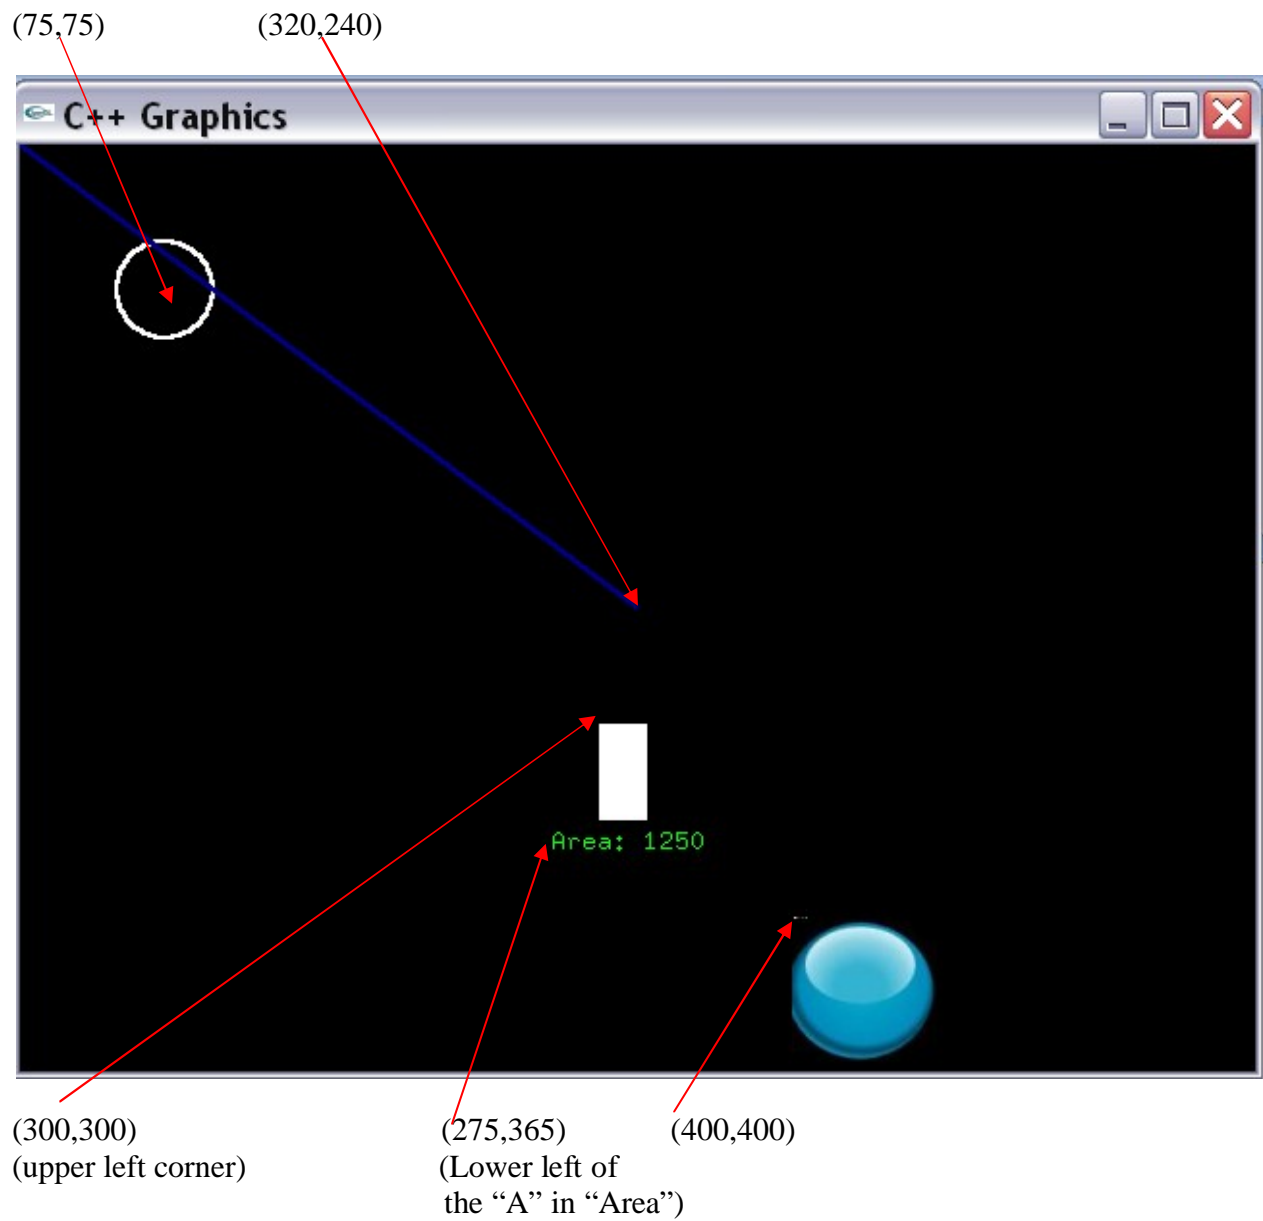 (75,75) (320,240)
C++ Graphics
Area: 1250
(300,300) (275,365) (400,400)
(upper left corner) (Lower left of
the “A” in “Area”)